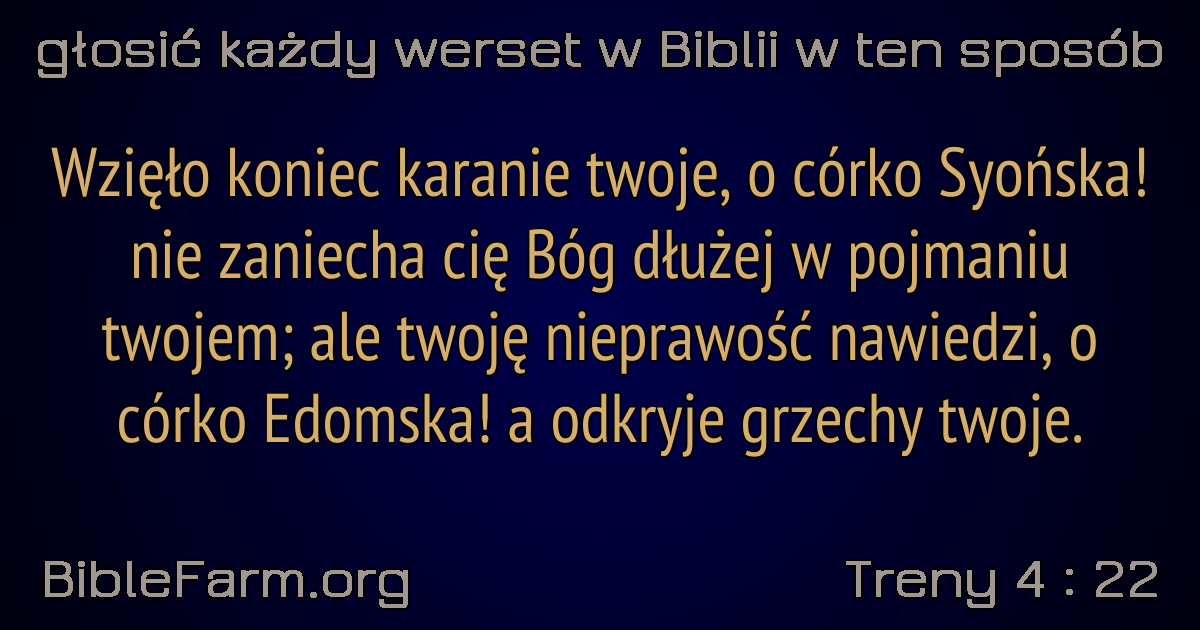 głosić każdy werset w Biblii w ten sposób
Wzięło koniec karanie twoje, o córko Syońska!
nie zaniecha cię Bóg dłużej w pojmaniu
twojem; ale twoję nieprawość nawiedzi, o
córko Edomska! a odkryje grzechy twoje.
BibleFarm.org
Treny 4 : 22